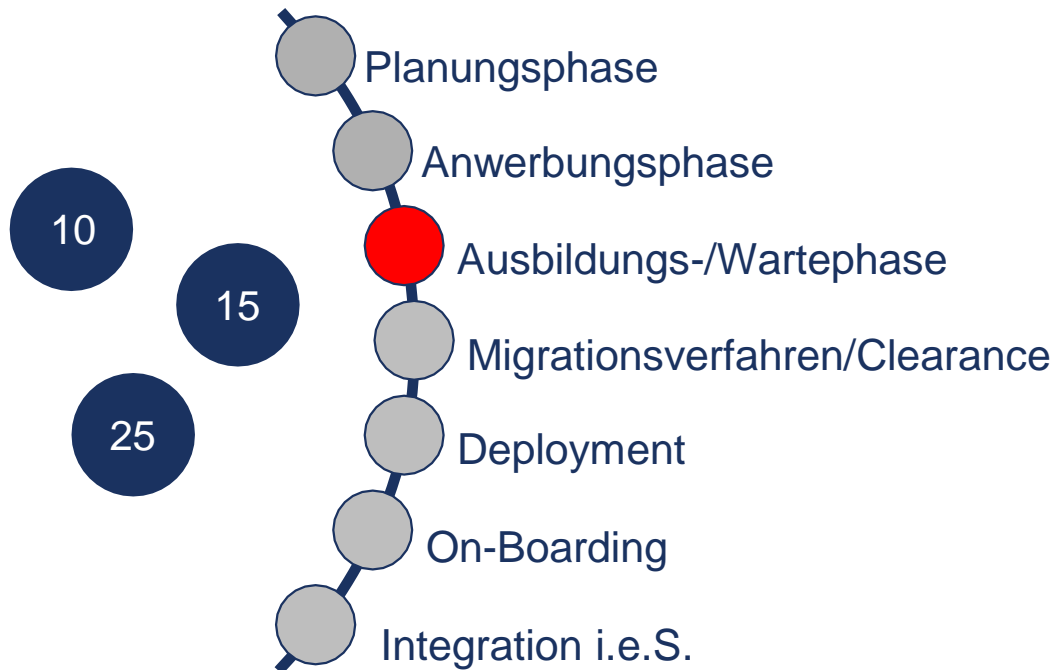 Planungsphase
Anwerbungsphase
10
Ausbildungs-/Wartephase
15
Migrationsverfahren/Clearance
25
Deployment
On-Boarding
Integration i.e.S.